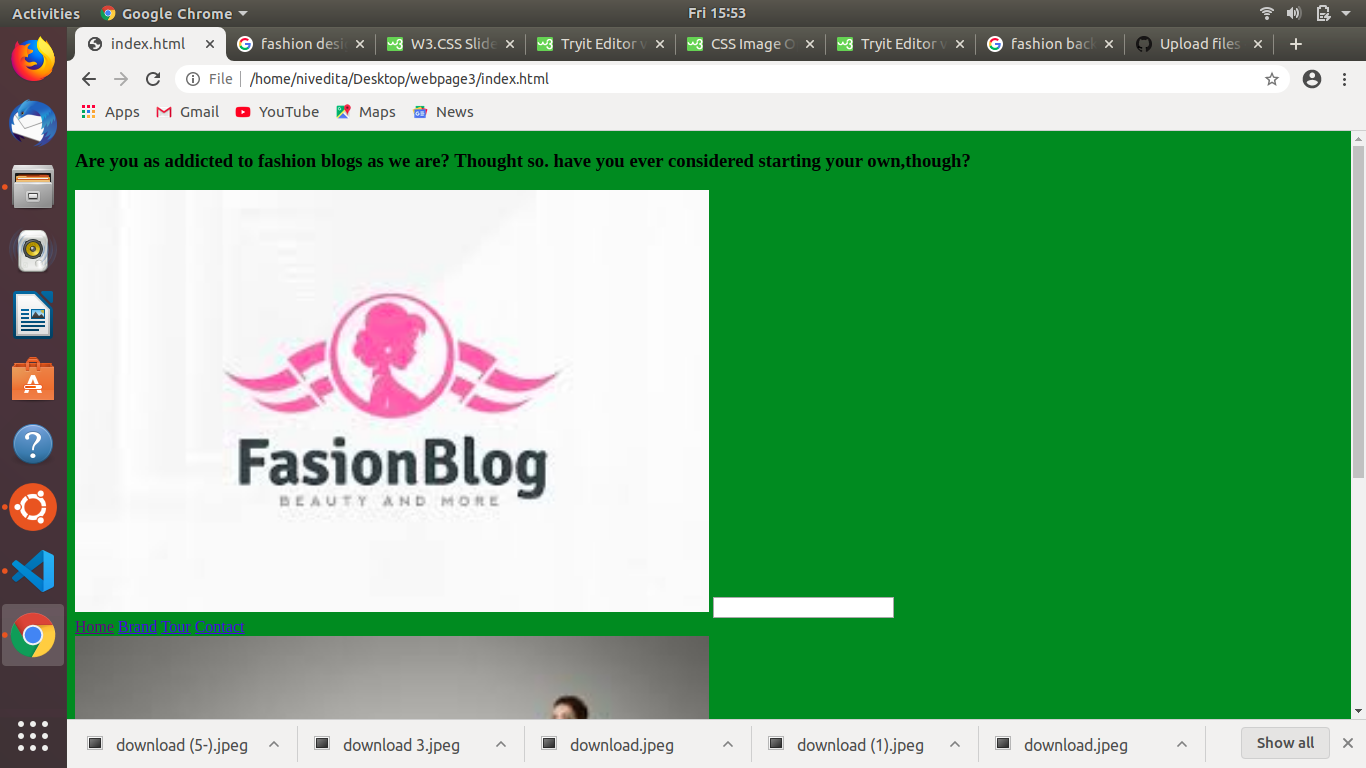 Activities Google Chrome Fri 15:53
index.html fashion desi W3.CSS Slide Tryit Editor v CSS Image O Tryit Editor v fashion back Upload files
File /home/nivedita/Desktop/webpage3/index.html
Apps Gmail YouTube Maps News
Are you as addicted to fashion blogs as we are? Thought so. have you ever considered starting your own,though?
FasionBlog
BEAUTY AND MORE
Home Brand Tour Contact
download (5-).jpeg download 3.jpeg download.jpeg download (1).jpeg download.jpeg Show all